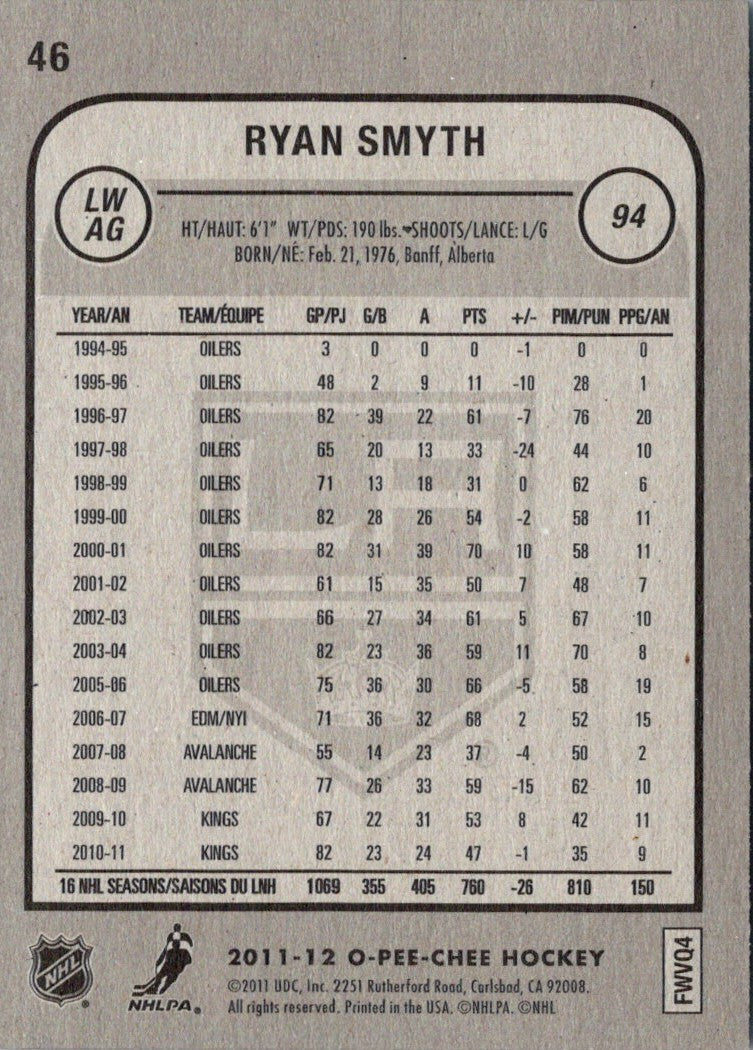 46
RYAN SMYTH
LW
AG
94
HT/HAUT: 6'1" WT/PDS: 190 lbs. SHOOTS/LANCE: L/G
BORN/NÉ: Feb. 21, 1976, Banff, Alberta
YEAR/AN TEAM/ÉQUIPE GP/PJ G/B A PTS +/- PIM/PUN PPG/AN
1994-95 OILERS 3 0 0 0 -1 0 0
1995-96 OILERS 48 2 9 11 -10 28 1
1996-97 OILERS 82 39 22 61 -7 76 20
1997-98 OILERS 65 20 13 33 -24 44 10
1998-99 OILERS 71 13 18 31 0 62 6
1999-00 OILERS 82 28 26 54 -2 58 11
2000-01 OILERS 82 31 39 70 10 58 11
2001-02 OILERS 61 15 35 50 7 48 7
2002-03 OILERS 66 27 34 61 5 67 10
2003-04 OILERS 82 23 36 59 11 70 8
2005-06 OILERS 75 36 30 66 -5 58 19
2006-07 EDM/NYI 71 36 32 68 2 52 15
2007-08 AVALANCHE 55 14 23 37 -4 50 2
2008-09 AVALANCHE 77 26 33 59 -15 62 10
2009-10 KINGS 67 22 31 53 8 42 11
2010-11 KINGS 82 23 24 47 -1 35 9
16 NHL SEASONS/SAISONS DU LNH 1069 355 405 760 -26 810 150
NHL ®
NHLPA®
2011-12 O-PEE-CHEE HOCKEY
©2011 UDC, Inc. 2251 Rutherford Road, Carlsbad, CA 92008.
All rights reserved. Printed in the USA. ©NHLPA. ©NHL
FWVQ4